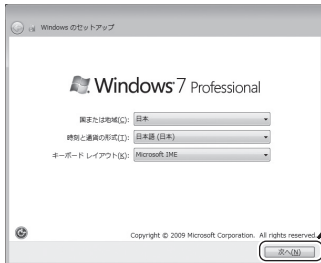 Windows のセットアップ
Windows 7 Professional
国または地域(C): 日本
時刻と通貨の形式(T): 日本語 (日本)
キーボード レイアウト(K): Microsoft IME
Copyright © 2009 Microsoft Corporation. All rights reserved.
次へ(N)